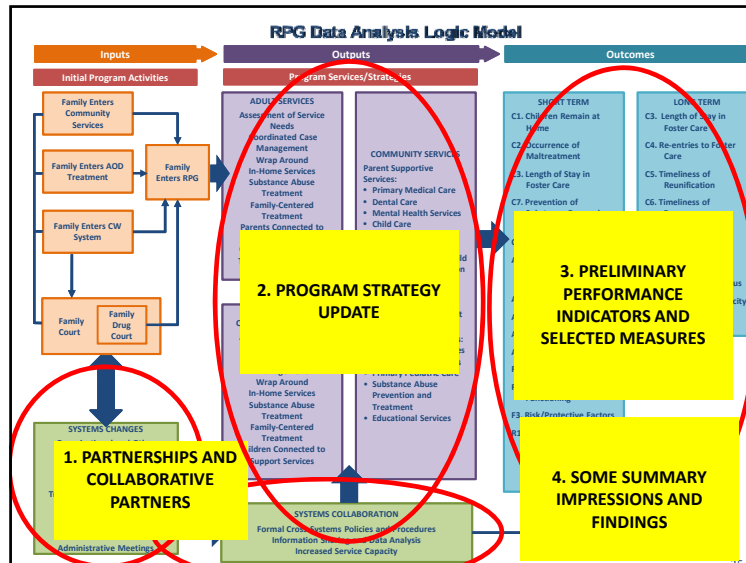 RPG Data Analysis Logic Model
Inputs
Outputs
Outcomes
Initial Program Activities
Program Services/Strategies
Family Enters
Community
Services
Family Enters AOD
Treatment
Family Enters CW
System
Family
Court
Family
Drug
Court
Family
Enters RPG
SYSTEMS CHANGES
Administrative Meetings
1. PARTNERSHIPS AND
COLLABORATIVE
PARTNERS
ADULT SERVICES
Assessment of Service
Needs
Coordinated Case
Management
Wrap Around
In-Home Services
Substance Abuse
Treatment
Family-Centered
Treatment
Parents Connected to
Wrap Around
In-Home Services
Substance Abuse
Treatment
Family-Centered
Treatment
Children Connected to
Support Services
COMMUNITY SERVICES
Parent Supportive
Services:
• Primary Medical Care
• Dental Care
• Mental Health Services
• Child Care
• Primary Pediatric Care
• Substance Abuse
Prevention and
Treatment
• Educational Services
2. PROGRAM STRATEGY
UPDATE
SYSTEMS COLLABORATION
Formal Cross-Systems Policies and Procedures
Information Sharing and Data Analysis
Increased Service Capacity
SHORT TERM
C1. Children Remain at
Home
C2. Occurrence of
Maltreatment
C3. Length of Stay in
Foster Care
C7. Prevention of
F3. Risk/Protective Factors
LONG TERM
C3. Length of Stay in
Foster Care
C4. Re-entries to Foster
Care
C5. Timeliness of
Reunification
C6. Timeliness of
3. PRELIMINARY
PERFORMANCE
INDICATORS AND
SELECTED MEASURES
4. SOME SUMMARY
IMPRESSIONS AND
FINDINGS